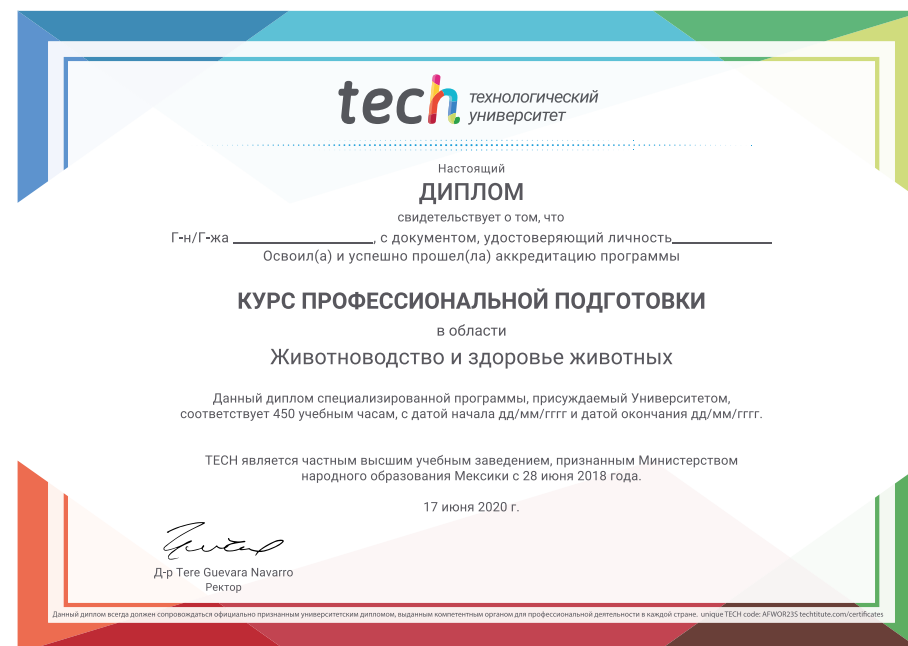 tech технологический
университет
Настоящий
ДИПЛОМ
свидетельствует о том, что
Г-н/Г-жа ____________________, с документом, удостоверяющий личность______________
Освоил(а) и успешно прошел(ла) аккредитацию программы
КУРС ПРОФЕССИОНАЛЬНОЙ ПОДГОТОВКИ
в области
Животноводство и здоровье животных
Данный диплом специализированной программы, присуждаемый Университетом,
соответствует 450 учебным часам, с датой начала дд/мм/гггг и датой окончания дд/мм/гггг.
TECH является частным высшим учебным заведением, признанным Министерством
народного образования Мексики с 28 июня 2018 года.
17 июня 2020 г.
Д-р Tere Guevara Navarro
Ректор
Данный диплом всегда должен сопровождаться официально признанным университетским дипломом, выданным компетентным органом для профессиональной деятельности в каждой стране. unique TECH code: AFWOR23S techtitute.com/certificates